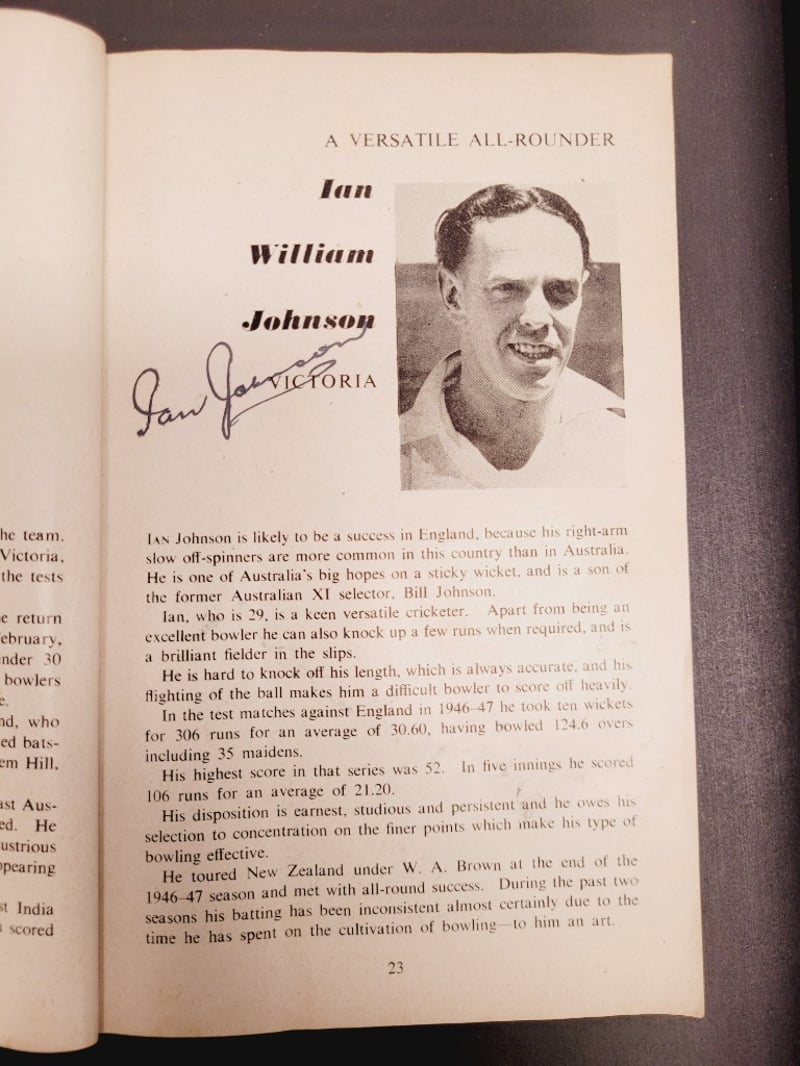 he team.
Victoria,
the tests
e return
ebruary,
nder 30
bowlers
e.
nd, who
ed bats-
em Hill,
ast Aus-
ed. He
ustrious
ppearing
st India
scored
A VERSATILE ALL-ROUNDER
Ian
William
Johnson
Ian Johnson
VICTORIA
IAN Johnson is likely to be a success in England, because his right-arm
slow off-spinners are more common in this country than in Australia.
He is one of Australia's big hopes on a sticky wicket, and is a son of
the former Australian XI selector, Bill Johnson.
Ian, who is 29, is a keen versatile cricketer. Apart from being an
excellent bowler he can also knock up a few runs when required, and is
a brilliant fielder in the slips.
He is hard to knock off his length, which is always accurate, and his
flighting of the ball makes him a difficult bowler to score off heavily.
In the test matches against England in 1946-47 he took ten wickets
for 306 runs for an average of 30.60, having bowled 124.6 overs
including 35 maidens.
His highest score in that series was 52. In five innings he scored
106 runs for an average of 21.20.
His disposition is earnest, studious and persistent and he owes his
selection to concentration on the finer points which make his type of
bowling effective.
He toured New Zealand under W. A. Brown at the end of the
1946-47 season and met with all-round success. During the past two
seasons his batting has been inconsistent almost certainly due to the
time he has spent on the cultivation of bowling—to him an art.
23